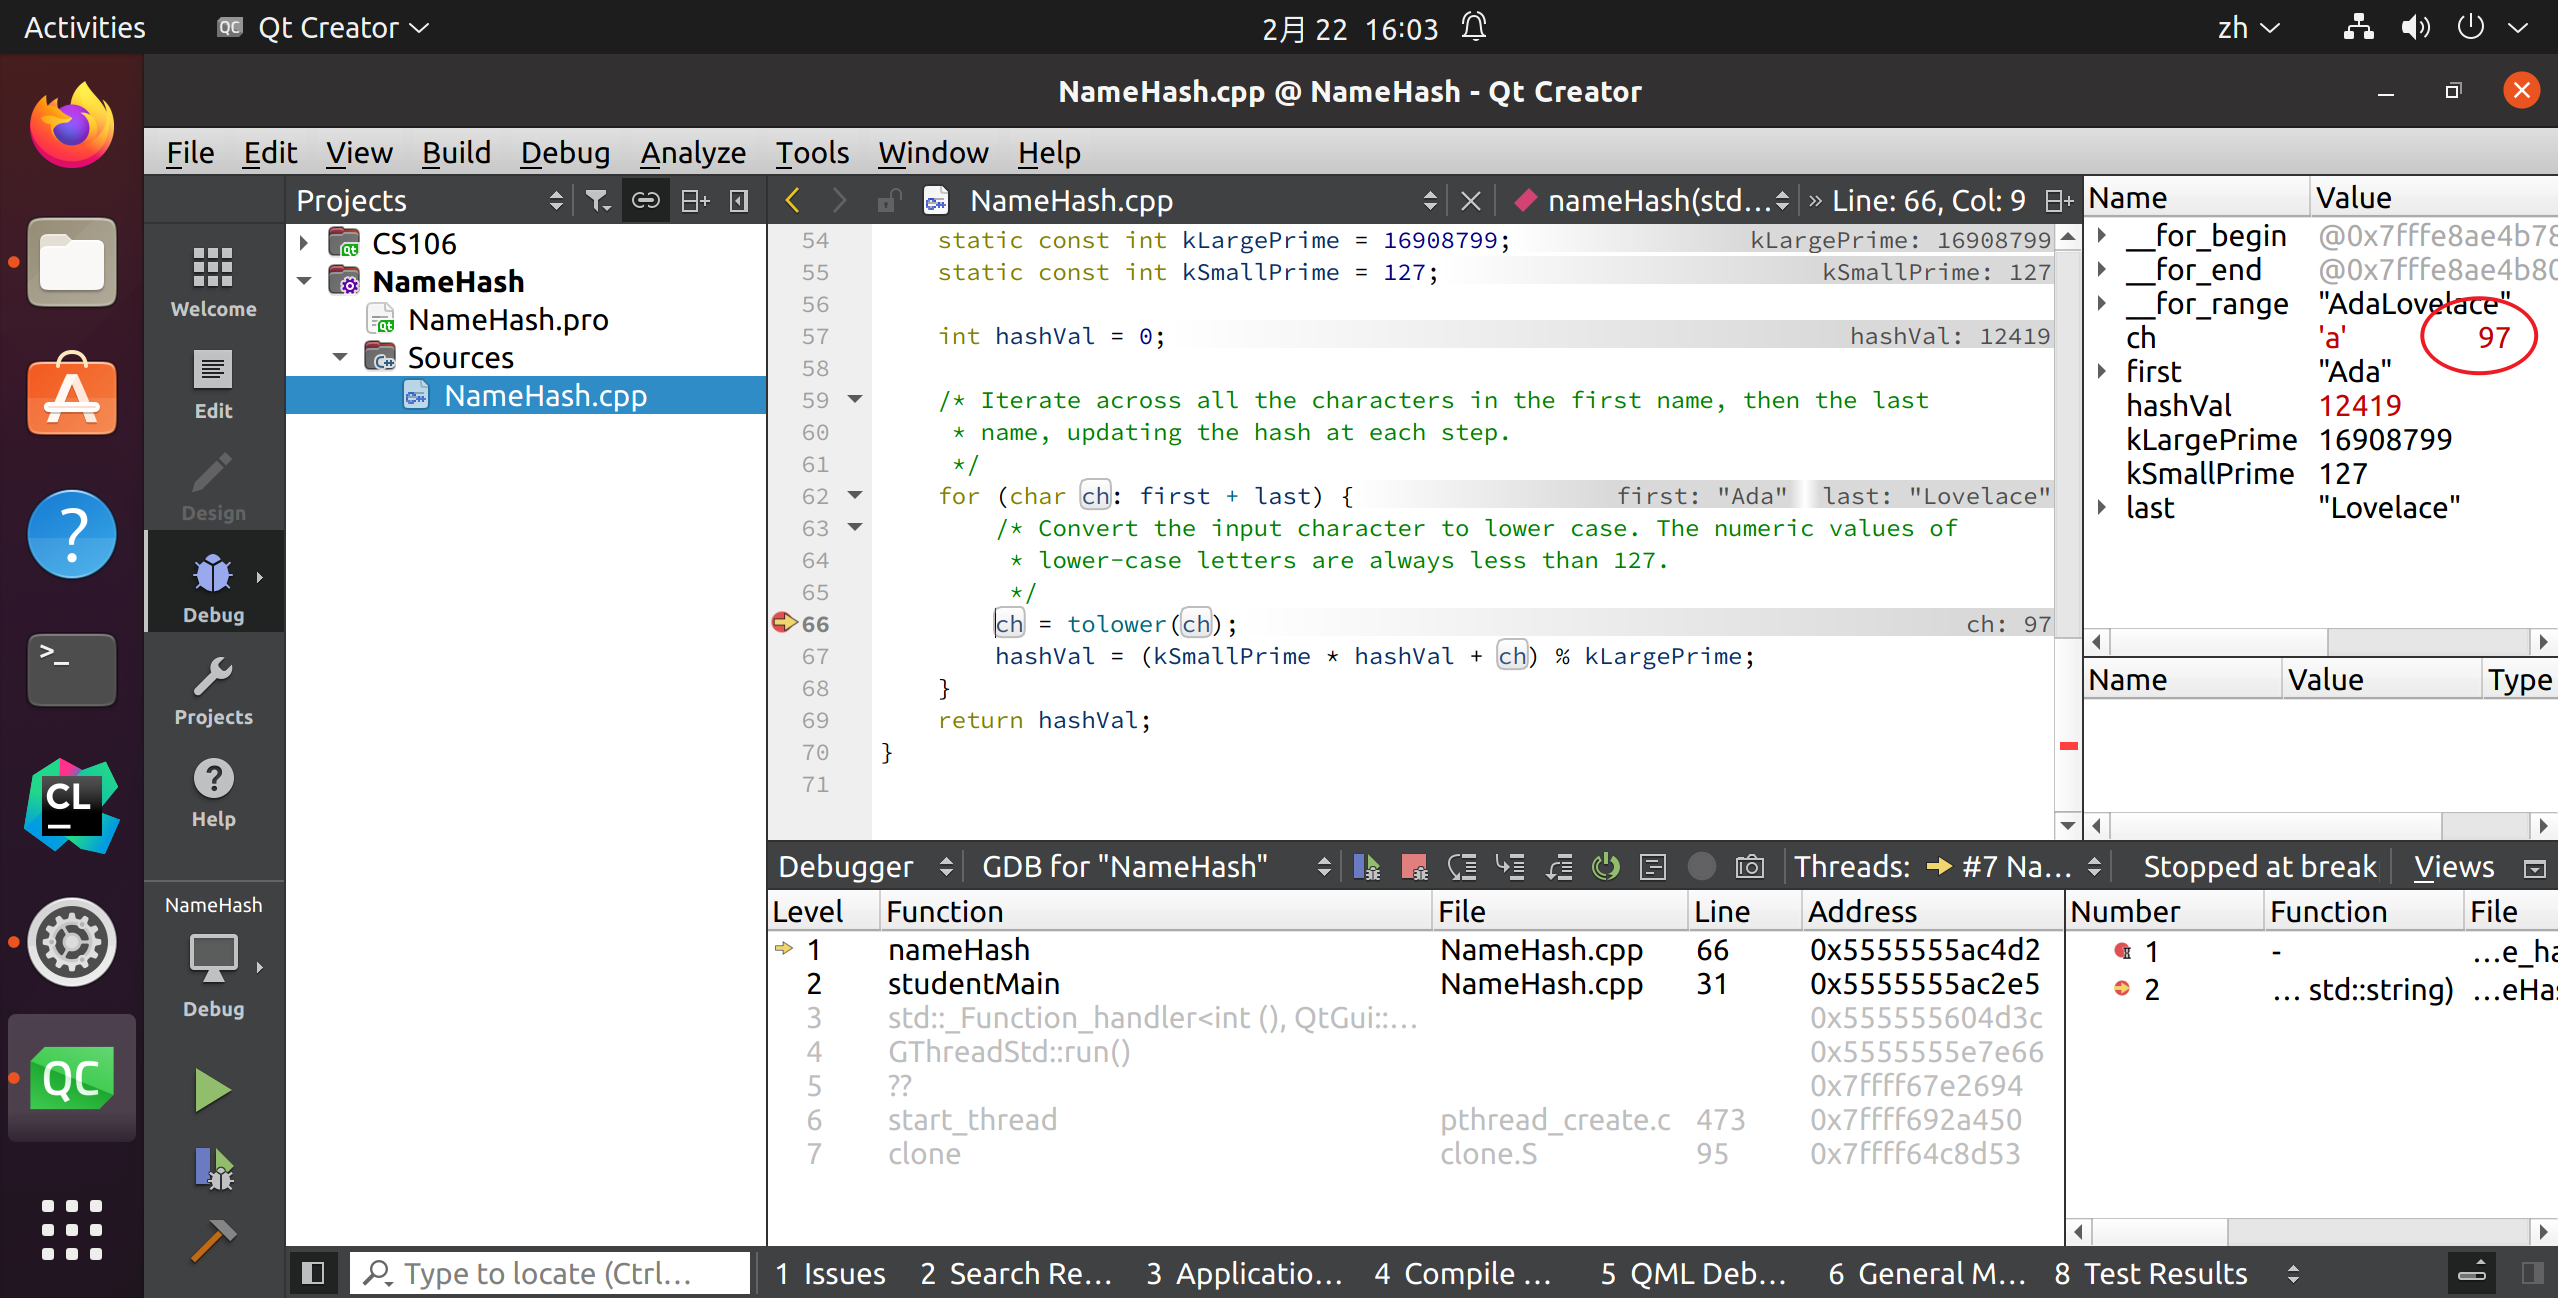 Activities
Qt Creator
2月 22 16:03
zh
NameHash.cpp @ NameHash - Qt Creator
File Edit View Build Debug Analyze Tools Window Help
Projects
NameHash.cpp
nameHash(std...
» Line: 66, Col: 9
Name Value
Welcome
Edit
Design
Debug
Projects
Help
NameHash
Debug
CS106
NameHash
NameHash.pro
Sources
NameHash.cpp
54 static const int kLargePrime = 16908799; kLargePrime: 16908799
55 static const int kSmallPrime = 127; kSmallPrime: 127
56
57 int hashVal = 0; hashVal: 12419
58
59 /* Iterate across all the characters in the first name, then the last
60 * name, updating the hash at each step.
61 */
62 for (char ch: first + last) { first: "Ada" last: "Lovelace"
63 /* Convert the input character to lower case. The numeric values of
64 * lower-case letters are always less than 127.
65 */
66 ch = tolower(ch); ch: 97
67 hashVal = (kSmallPrime * hashVal + ch) % kLargePrime;
68 }
69 return hashVal;
70 }
71
__for_begin @0x7fffe8ae4b78
__for_end @0x7fffe8ae4b80
__for_range "AdaLovelace"
ch 'a' 97
first "Ada"
hashVal 12419
kLargePrime 16908799
kSmallPrime 127
last "Lovelace"
Name Value Type
Debugger GDB for "NameHash" Threads: #7 Na... Stopped at break Views
Level Function File Line Address
1 nameHash NameHash.cpp 66 0x5555555ac4d2
2 studentMain NameHash.cpp 31 0x5555555ac2e5
3 std::_Function_handler<int (), QtGui::... 0x555555604d3c
4 GThreadStd::run() 0x5555555e7e66
5 ?? 0x7ffff67e2694
6 start_thread pthread_create.c 473 0x7ffff692a450
7 clone clone.S 95 0x7ffff64c8d53
Number Function File
1 - ...e_ha
2 ... std::string) ...eHas
Type to locate (Ctrl...
1 Issues 2 Search Re... 3 Applicatio... 4 Compile ... 5 QML Deb... 6 General M... 8 Test Results
CL
QC